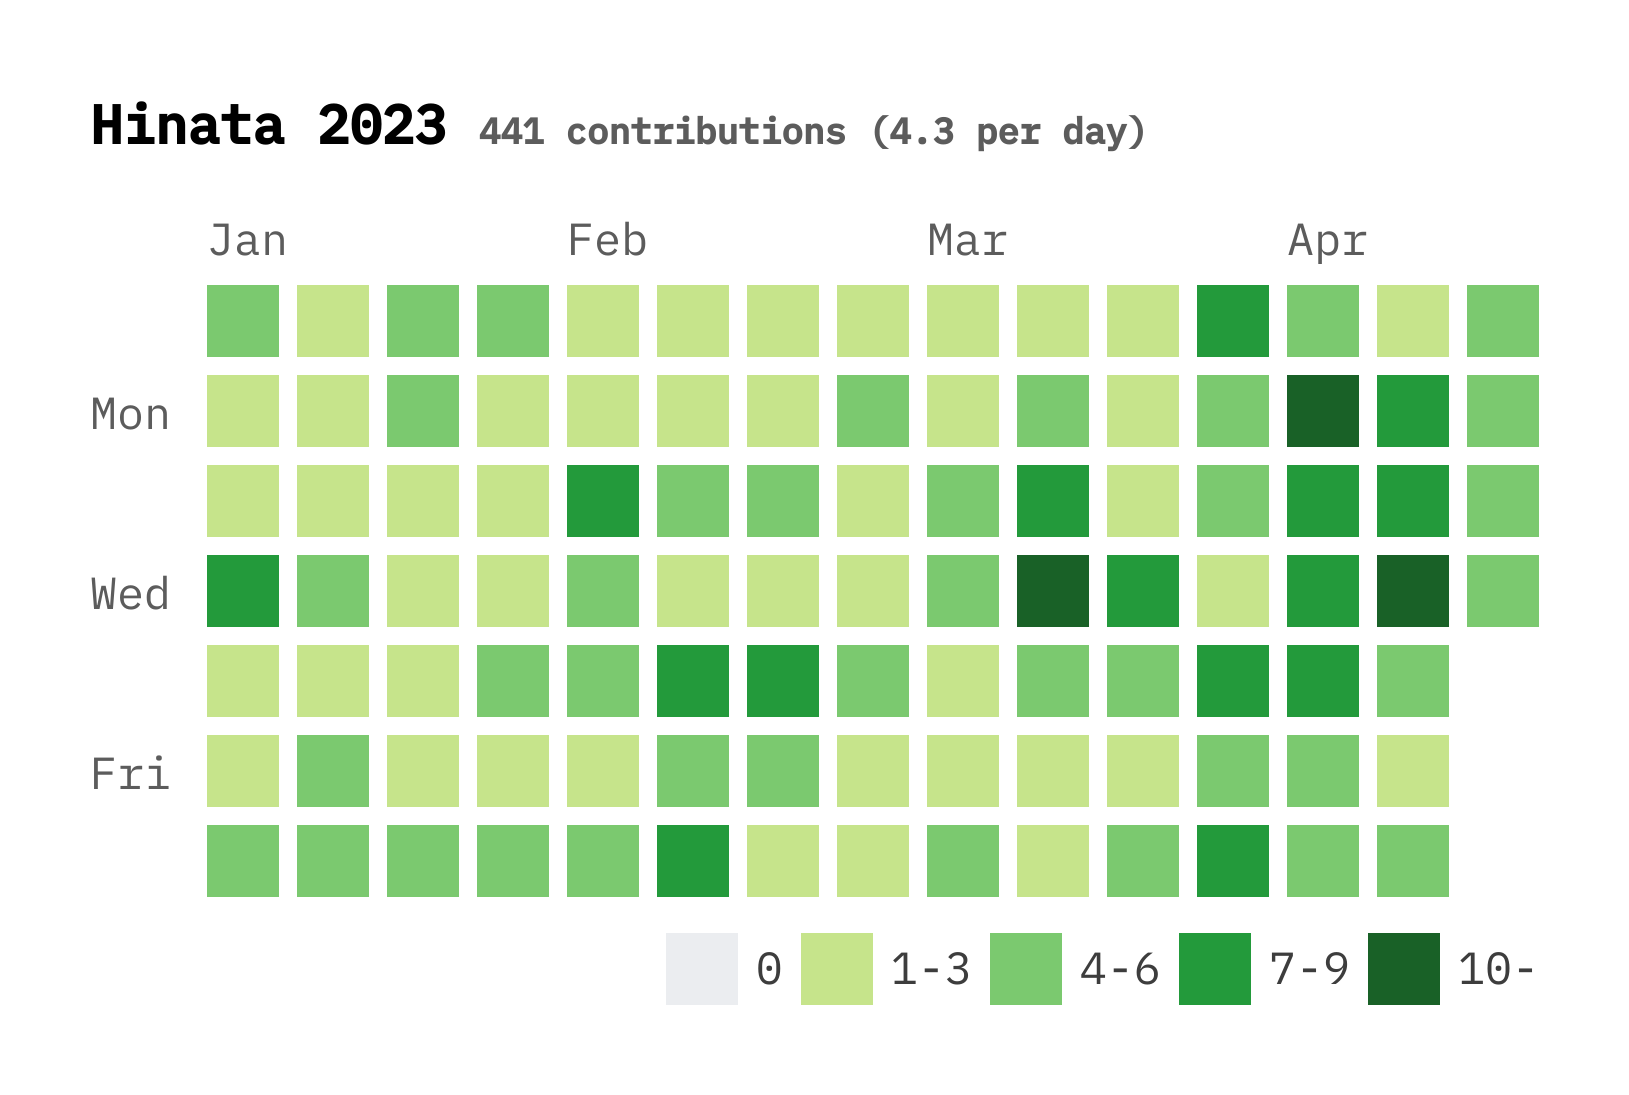 Hinata 2023 441 contributions (4.3 per day)
Jan Feb Mar Apr
Mon
Wed
Fri
0 1-3 4-6 7-9 10-